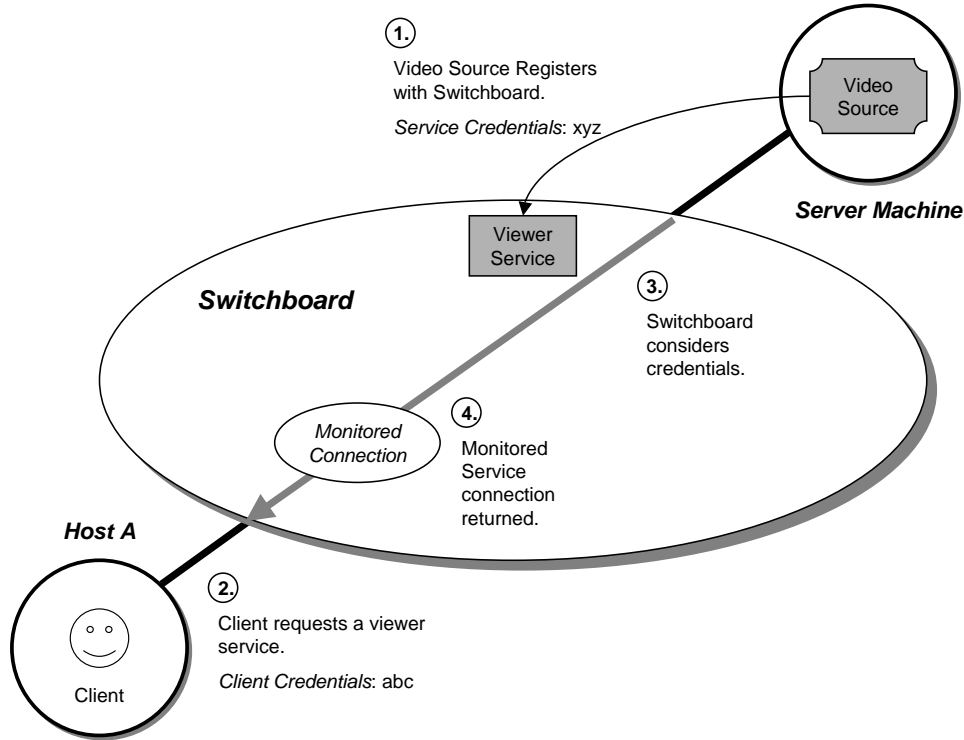 1.
Video Source Registers
with Switchboard.
Service Credentials: xyz
Video
Source
Server Machine
Viewer
Service
Switchboard
3.
Switchboard
considers
credentials.
Monitored
Connection
4.
Monitored
Service
connection
returned.
Host A
Client
2.
Client requests a viewer
service.
Client Credentials: abc